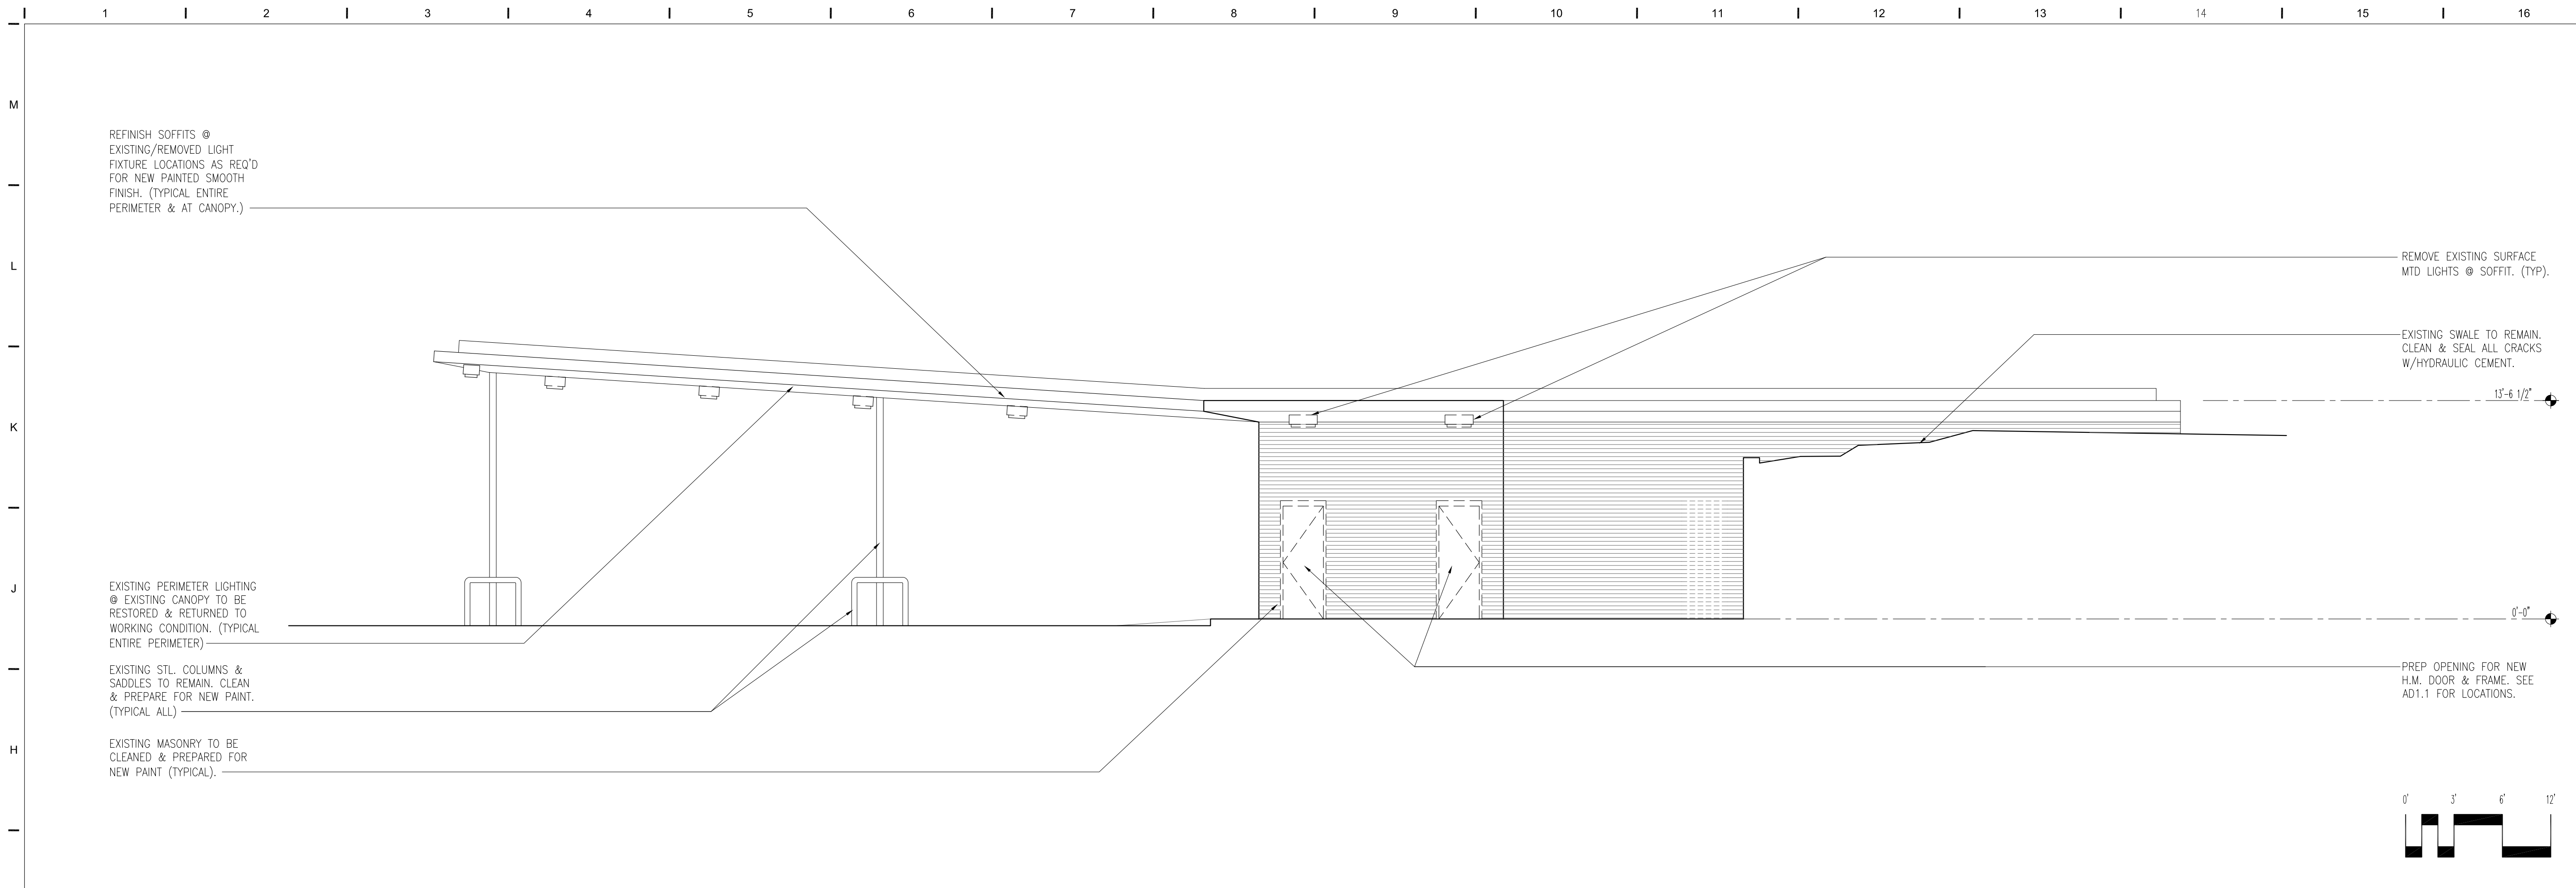 1 2 3 4 5 6 7 8 9 10 11 12 13 14 15 16
M
REFINISH SOFFITS @
EXISTING/REMOVED LIGHT
FIXTURE LOCATIONS AS REQ'D
FOR NEW PAINTED SMOOTH
FINISH. (TYPICAL ENTIRE
PERIMETER & AT CANOPY.)
L
REMOVE EXISTING SURFACE
MTD LIGHTS @ SOFFIT. (TYP).
EXISTING SWALE TO REMAIN.
CLEAN & SEAL ALL CRACKS
W/HYDRAULIC CEMENT.
13'-6 1/2"
K
J
EXISTING PERIMETER LIGHTING
@ EXISTING CANOPY TO BE
RESTORED & RETURNED TO
WORKING CONDITION. (TYPICAL
ENTIRE PERIMETER)
0'-0"
EXISTING STL. COLUMNS &
SADDLES TO REMAIN. CLEAN
& PREPARE FOR NEW PAINT.
(TYPICAL ALL)
PREP OPENING FOR NEW
H.M. DOOR & FRAME. SEE
AD1.1 FOR LOCATIONS.
H
EXISTING MASONRY TO BE
CLEANED & PREPARED FOR
NEW PAINT (TYPICAL).
0' 3' 6' 12'